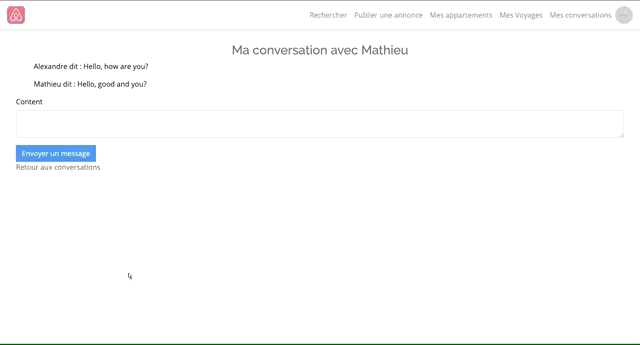 Rechercher Publier une annonce Mes appartements Mes Voyages Mes conversations
Ma conversation avec Mathieu
Alexandre dit : Hello, how are you?
Mathieu dit : Hello, good and you?
Content
Envoyer un message
Retour aux conversations